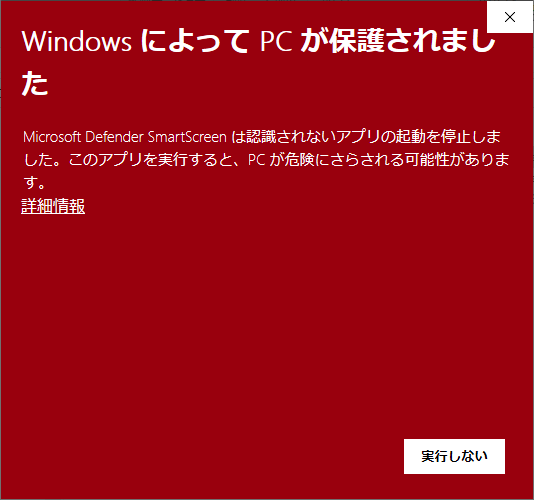 Windows によって PC が保護されまし
た
Microsoft Defender SmartScreen は認識されないアプリの起動を停止しま
した。このアプリを実行すると、PC が危険にさらされる可能性がありま
す。
詳細情報
実行しない